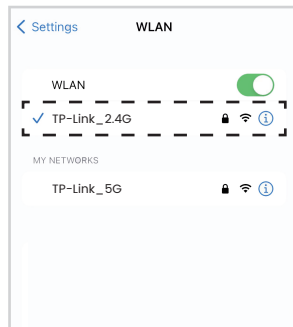 Settings WLAN
WLAN
TP-Link_2.4G
MY NETWORKS
TP-Link_5G